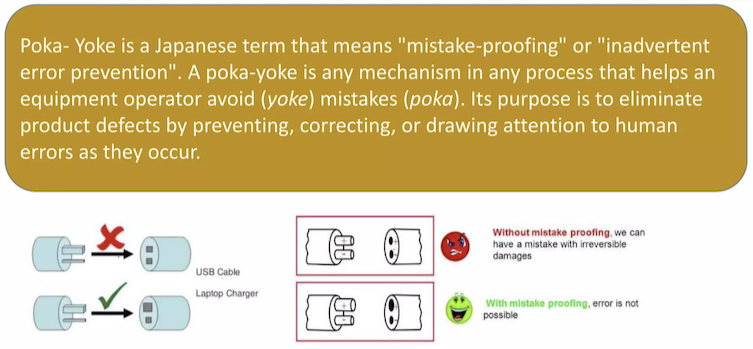 Poka- Yoke is a Japanese term that means "mistake-proofing" or "inadvertent
error prevention". A poka-yoke is any mechanism in any process that helps an
equipment operator avoid (yoke) mistakes (poka). Its purpose is to eliminate
product defects by preventing, correcting, or drawing attention to human
errors as they occur.
USB Cable
Laptop Charger
Without mistake proofing, we can
have a mistake with irreversible
damages
With mistake proofing, error is not
possible